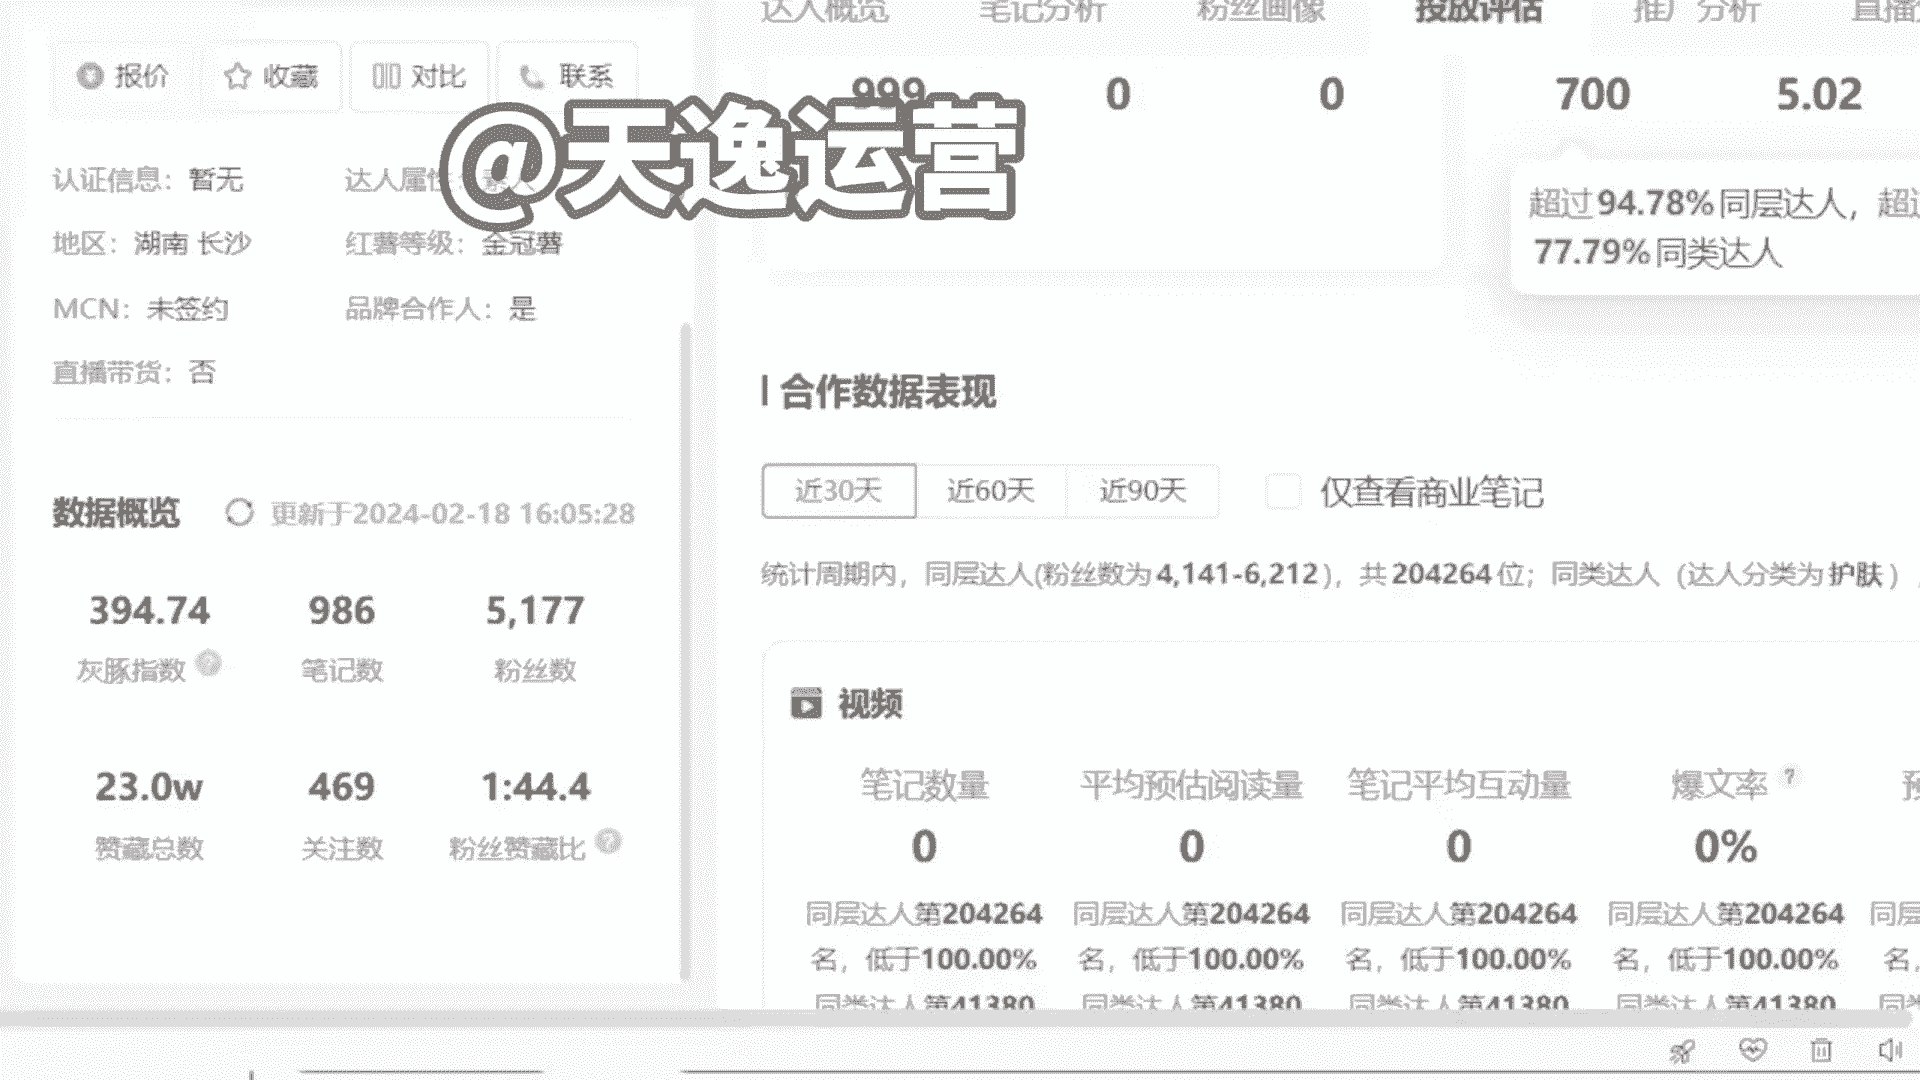 达人概览 笔记分析 粉丝画像 投放评估 推广分析
报价 收藏 对比 联系
999 0 0 700 5.02
@天逸运营
认证信息：暂无 达人属性：素人
超过94.78%同层达人，超过
77.79%同类达人
地区：湖南 长沙 红薯等级：金冠薯
MCN：未签约 品牌合作人：是
直播带货：否
合作数据表现
近30天 近60天 近90天 仅查看商业笔记
数据概览 更新于2024-02-18 16:05:28
统计周期内，同层达人(粉丝数为4,141-6,212)，共204264位；同类达人（达人分类为护肤）
394.74 986 5,177
灰豚指数 笔记数 粉丝数
视频
23.0w 469 1:44.4
赞藏总数 关注数 粉丝赞藏比
笔记数量 平均预估阅读量 笔记平均互动量 爆文率
0 0 0 0%
同层达人第204264 同层达人第204264 同层达人第204264 同层达人第204264 同层
名，低于100.00% 名，低于100.00% 名，低于100.00% 名，低于100.00% 名，
同类达人第41380 同类达人第41380 同类达人第41380 同类达人第41380 同类